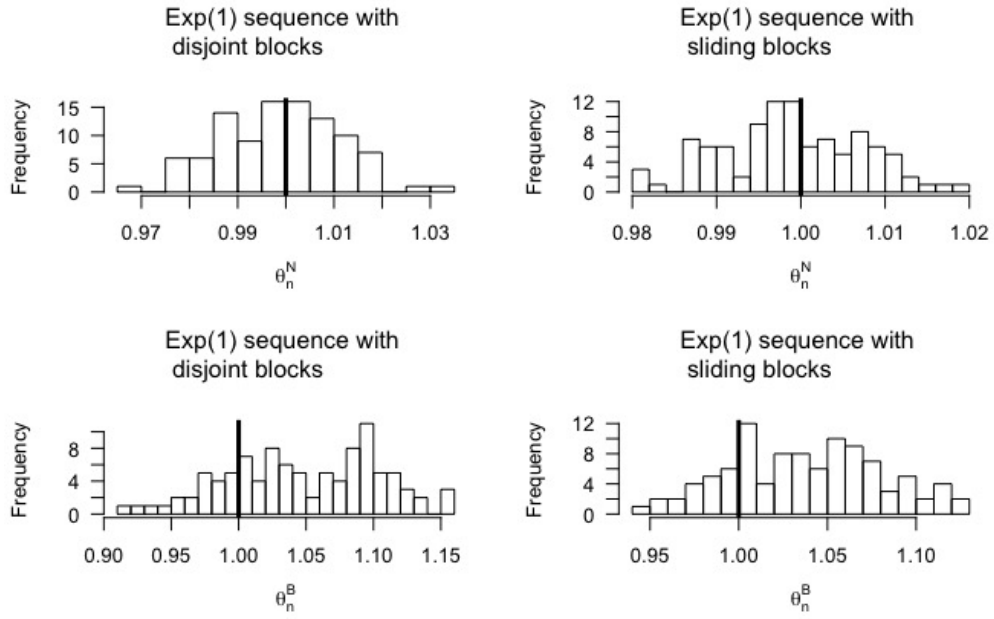 Exp(1) sequence with
disjoint blocks
Frequency
15
10
5
0
0.97 0.99 1.01 1.03
θₙᴺ
Exp(1) sequence with
sliding blocks
Frequency
12
8
4
0
0.98 0.99 1.00 1.01 1.02
θₙᴺ
Exp(1) sequence with
disjoint blocks
Frequency
8
4
0
0.90 0.95 1.00 1.05 1.10 1.15
θₙᴮ
Exp(1) sequence with
sliding blocks
Frequency
12
8
4
0
0.95 1.00 1.05 1.10
θₙᴮ